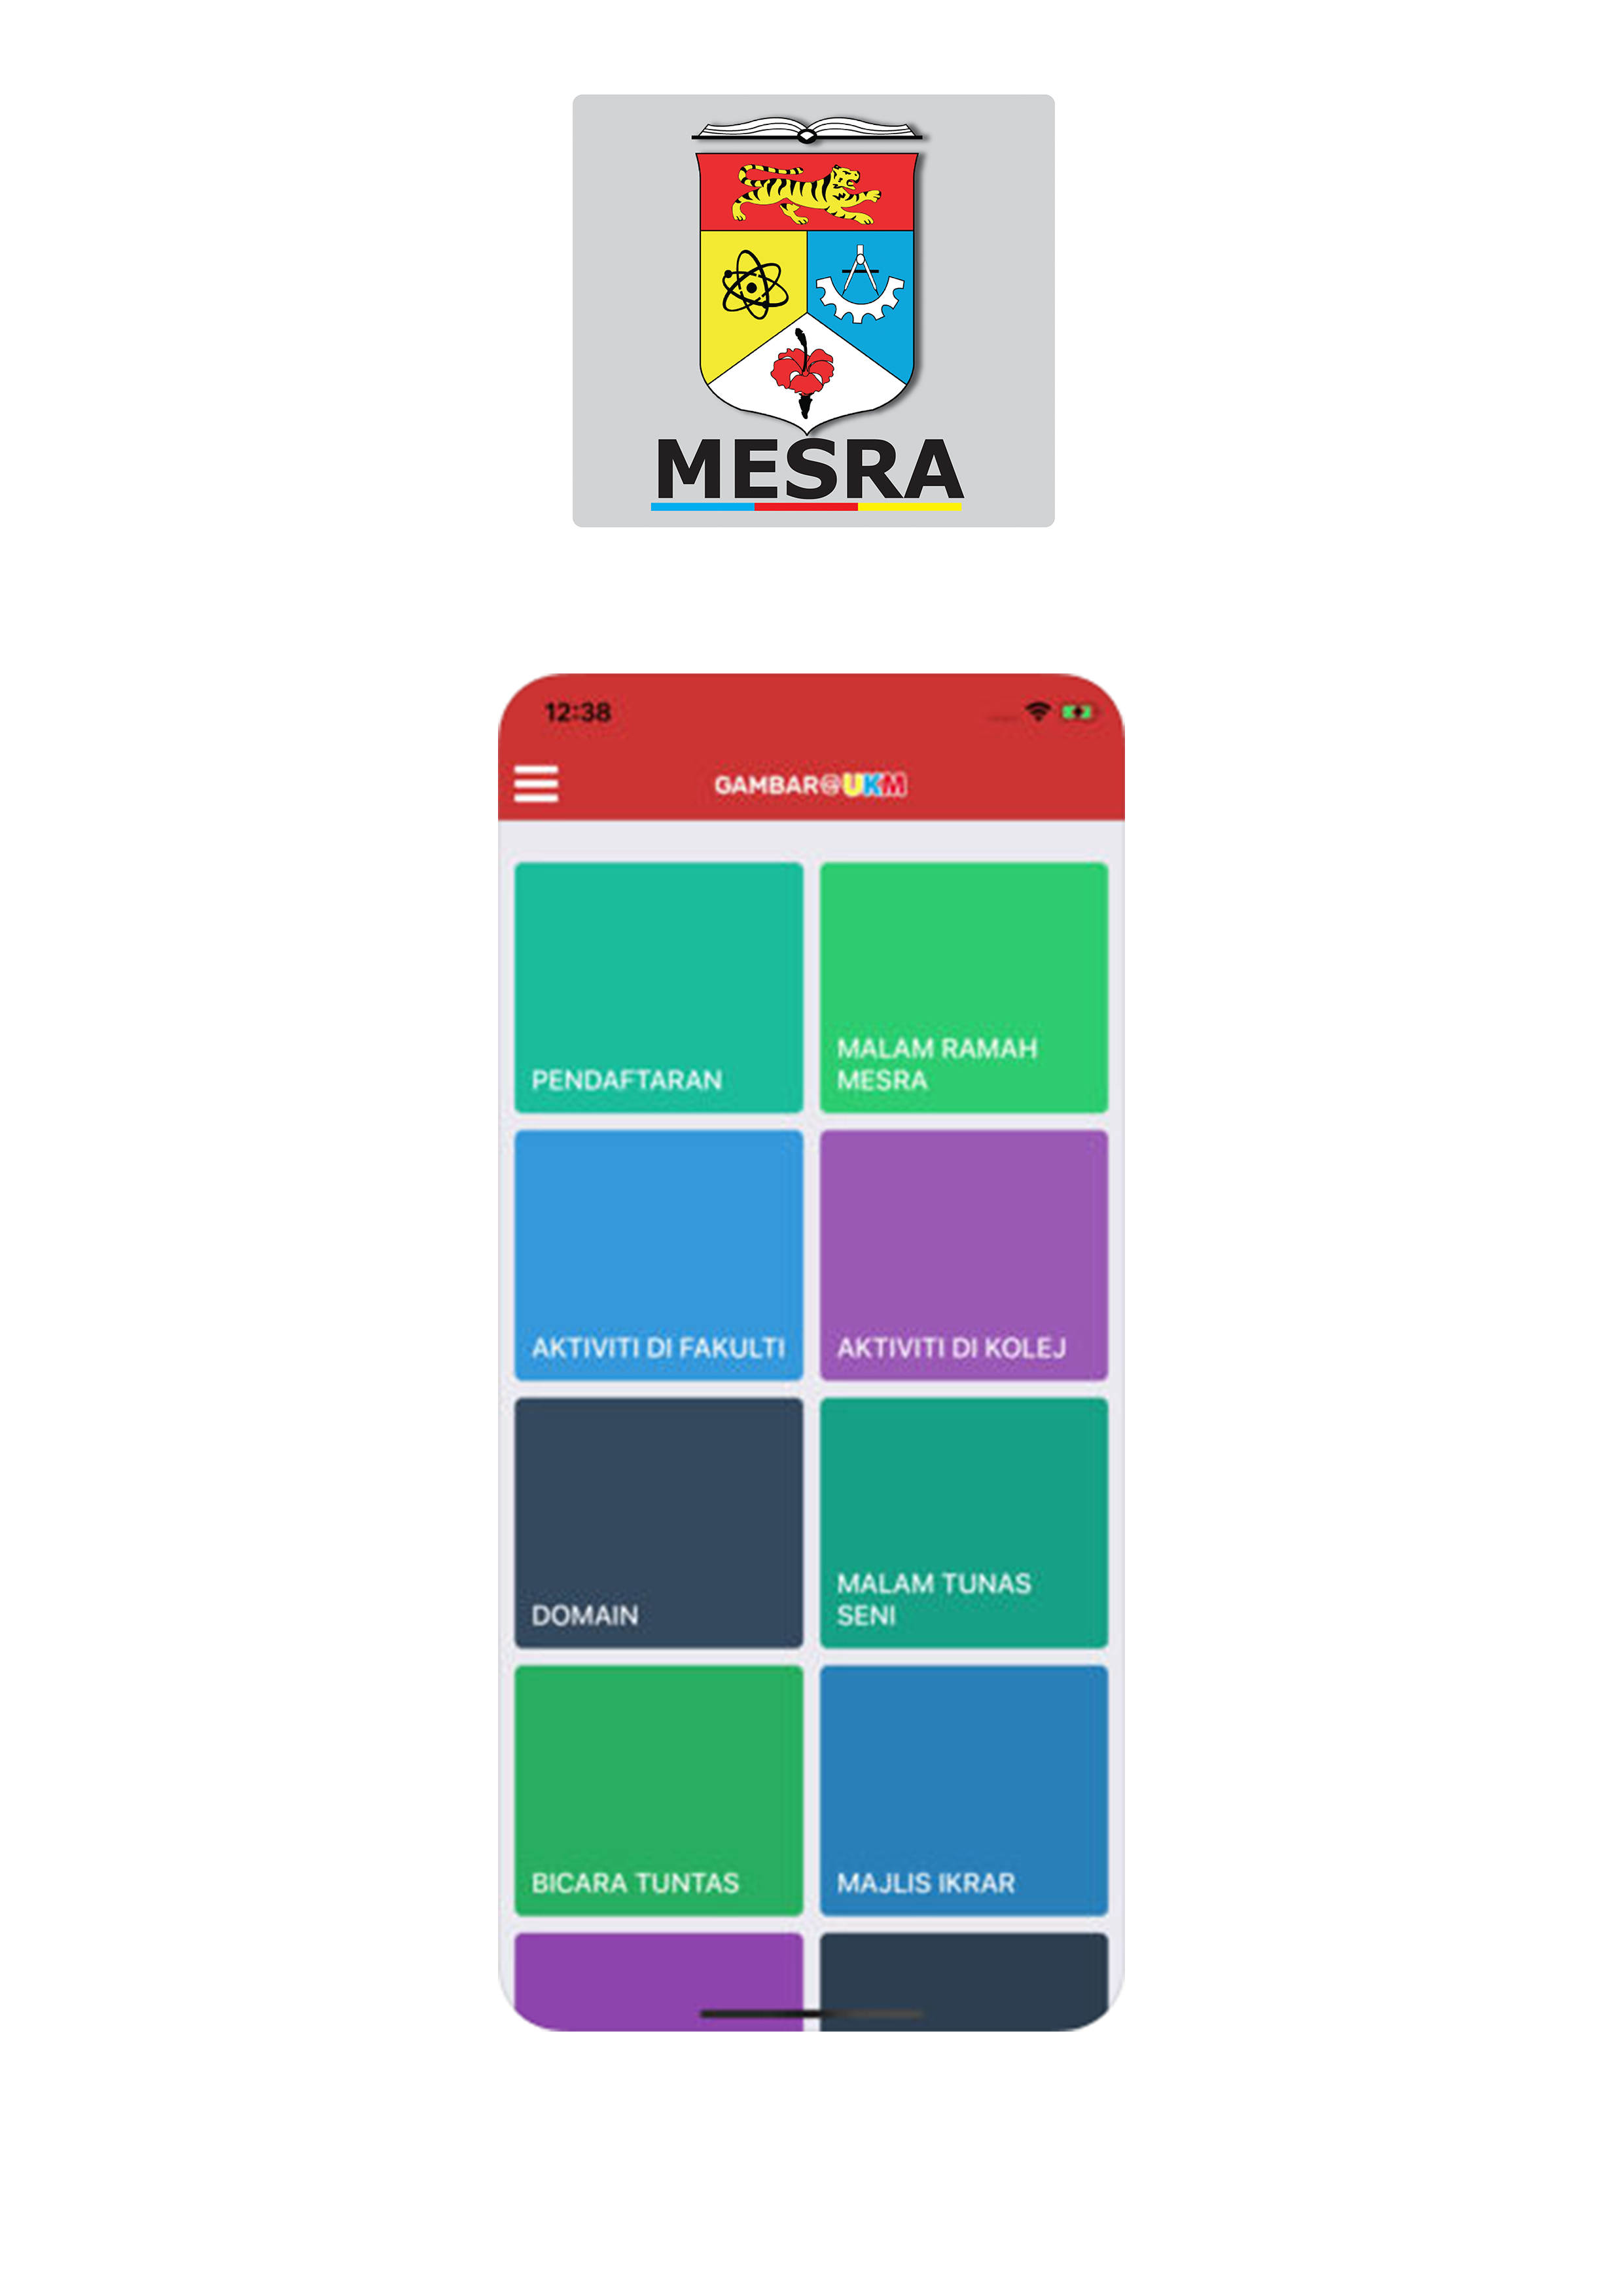 MESRA
12:38
GAMBAR@UKM
PENDAFTARAN
MALAM RAMAH
MESRA
AKTIVITI DI FAKULTI
AKTIVITI DI KOLEJ
DOMAIN
MALAM TUNAS
SENI
BICARA TUNTAS
MAJLIS IKRAR